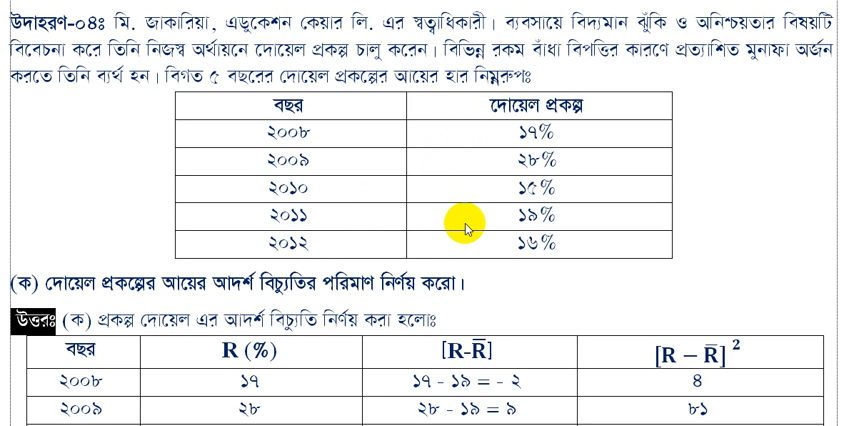 উদাহরণ-০৪ঃ মি. জাকারিয়া, এডুকেশন কেয়ার লি. এর স্বত্বাধিকারী। ব্যবসায়ে বিদ্যমান ঝুঁকি ও অনিশ্চয়তার বিষয়টি
বিবেচনা করে তিনি নিজস্ব অর্থায়নে দোয়েল প্রকল্প চালু করেন। বিভিন্ন রকম বাঁধা বিপত্তির কারণে প্রত্যাশিত মুনাফা অর্জন
করতে তিনি ব্যর্থ হন। বিগত ৫ বছরের দোয়েল প্রকল্পের আয়ের হার নিম্নরুপঃ
বছর দোয়েল প্রকল্প
২০০৮ ১৭%
২০০৯ ২৮%
২০১০ ১৫%
২০১১ ১৯%
২০১২ ১৬%
(ক) দোয়েল প্রকল্পের আয়ের আদর্শ বিচ্যুতির পরিমাণ নির্ণয় করো।
উত্তরঃ (ক) প্রকল্প দোয়েল এর আদর্শ বিচ্যুতি নির্ণয় করা হলোঃ
বছর R (%) [R-R̅] [R − R̅]²
২০০৮ ১৭ ১৭ - ১৯ = - ২ ৪
২০০৯ ২৮ ২৮ - ১৯ = ৯ ৮১